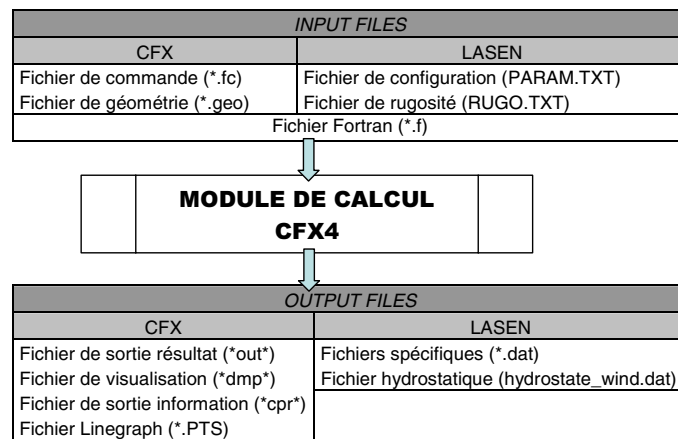 INPUT FILES
CFX
LASEN
Fichier de commande (*.fc)
Fichier de configuration (PARAM.TXT)
Fichier de géométrie (*.geo)
Fichier de rugosité (RUGO.TXT)
Fichier Fortran (*.f)
MODULE DE CALCUL
CFX4
OUTPUT FILES
CFX
LASEN
Fichier de sortie résultat (*out*)
Fichiers spécifiques (*.dat)
Fichier de visualisation (*dmp*)
Fichier hydrostatique (hydrostate_wind.dat)
Fichier de sortie information (*cpr*)
Fichier Linegraph (*.PTS)